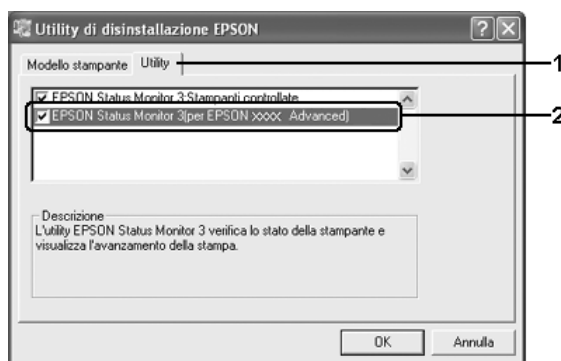 Utility di disinstallazione EPSON
Modello stampante Utility
1
EPSON Status Monitor 3:Stampanti controllate
EPSON Status Monitor 3(per EPSON xxxx Advanced)
2
Descrizione
L'utility EPSON Status Monitor 3 verifica lo stato della stampante e
visualizza l'avanzamento della stampa.
OK Annulla